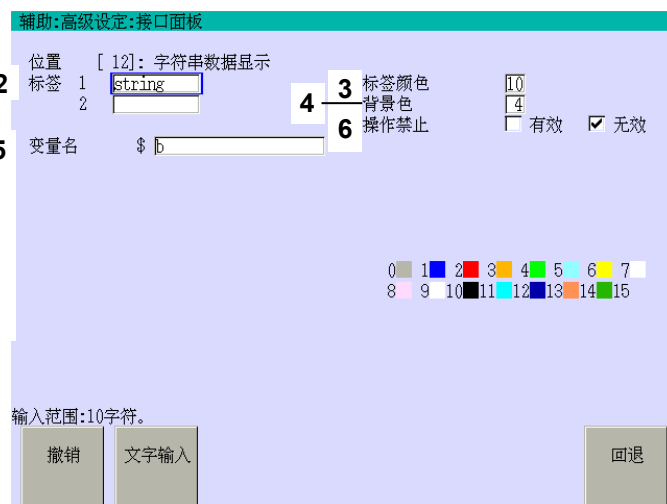 辅助:高级设定:接口面板
位置 [ 12]: 字符串数据显示
2 标签 1 string 3 标签颜色 10
2 4 背景色 4
6 操作禁止 有效 无效
5 变量名 $ b
0 1 2 3 4 5 6 7
8 9 10 11 12 13 14 15
输入范围:10字符。
撤销 文字输入 回退